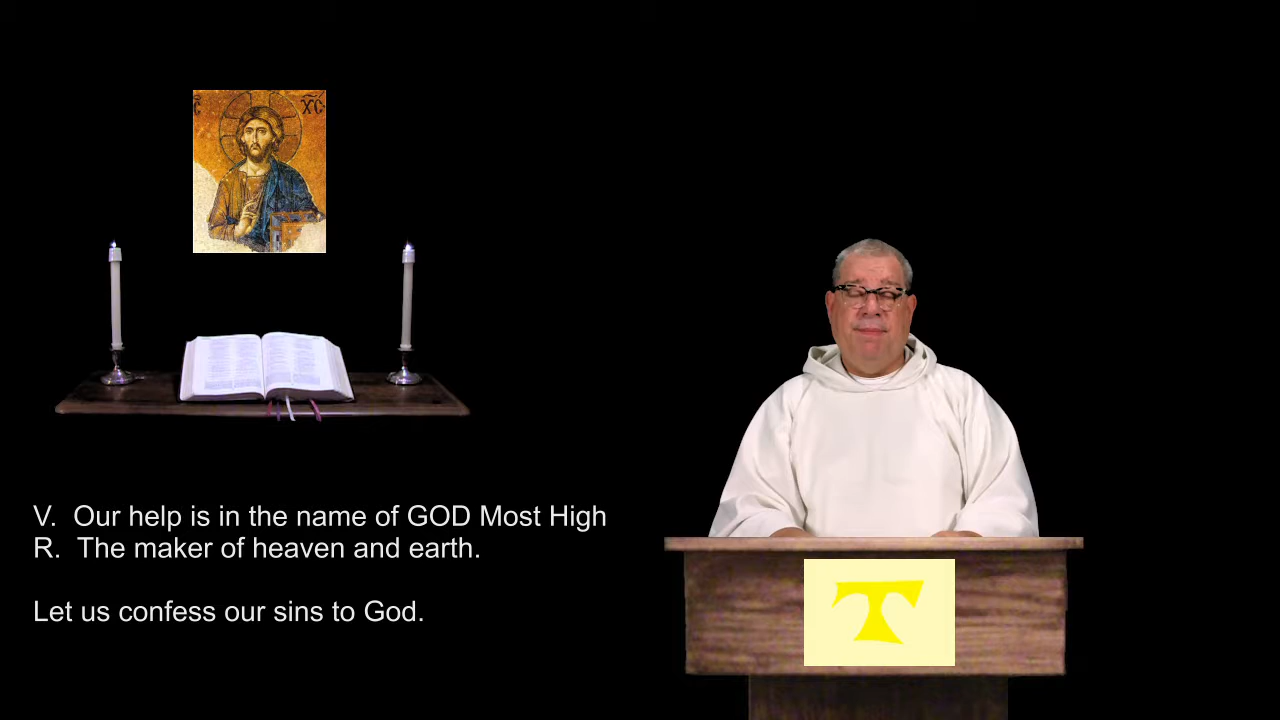 ΧC
V.  Our help is in the name of GOD Most High
R.  The maker of heaven and earth.
Let us confess our sins to God.
T